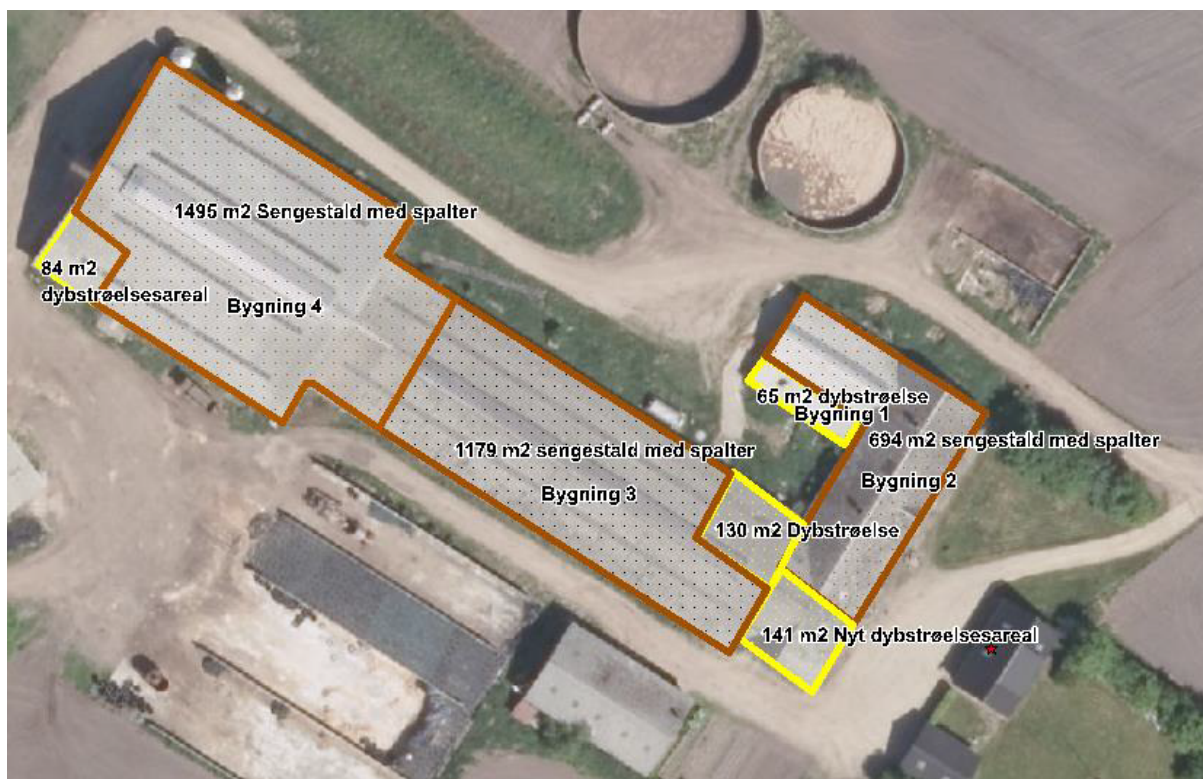 1495 m2 Sengestald med spalter
84 m2
dybstrøelsesareal
Bygning 4
65 m2 dybstrøelse
Bygning 1
694 m2 sengestald med spalter
1179 m2 sengestald med spalter
Bygning 2
Bygning 3
130 m2 Dybstrøelse
141 m2 Nyt dybstrøelsesareal